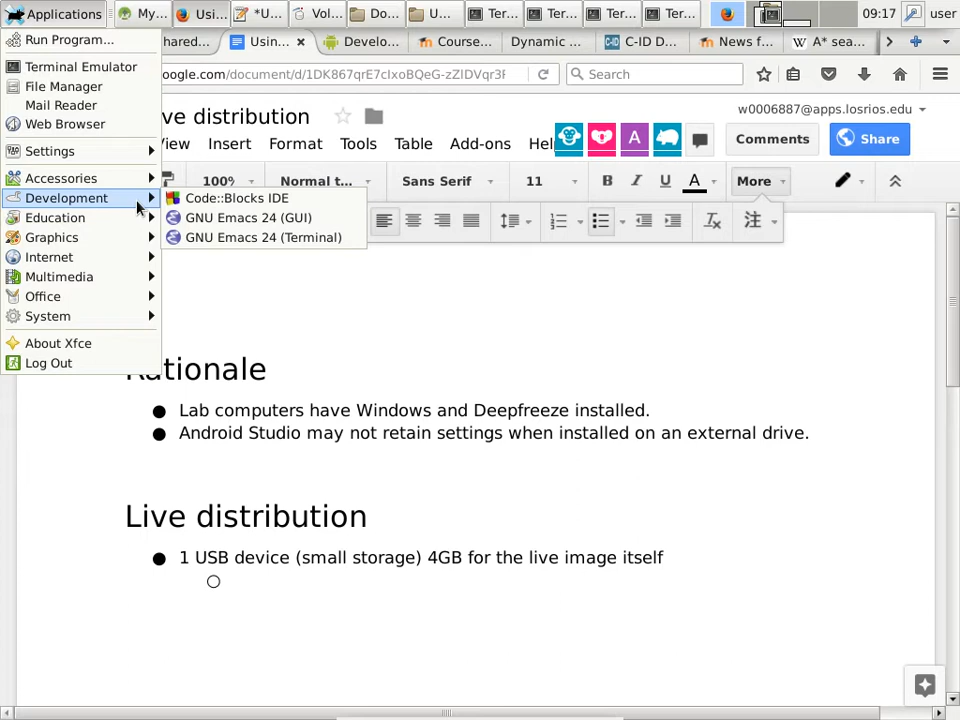 Applications My... Usi... *U... Vol... Do... U... Ter... Ter... Ter... Ter... 09:17 user
Run Program... hared... Usin... Develo... Course... Dynamic ... C-ID D... News f... A* sea...
Terminal Emulator oogle.com/document/d/1DK867qrE7cIxoBQeG-zZlDVqr3F Search
File Manager
Mail Reader
Web Browser
ve distribution w0006887@apps.losrios.edu
View Insert Format Tools Table Add-ons Hel A Comments Share
Settings
Accessories 100% Normal t... Sans Serif 11 B I U A More
Development Code::Blocks IDE
Education GNU Emacs 24 (GUI) 注
Graphics GNU Emacs 24 (Terminal)
Internet
Multimedia
Office
System
About Xfce
Log Out
Rationale
Lab computers have Windows and Deepfreeze installed.
Android Studio may not retain settings when installed on an external drive.
Live distribution
1 USB device (small storage) 4GB for the live image itself